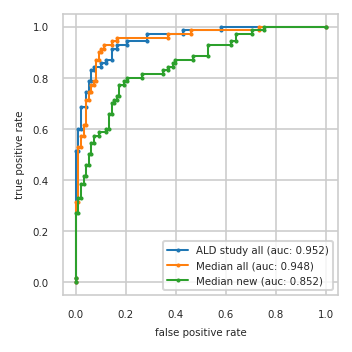 1.0
0.8
0.6
0.4
0.2
0.0
true positive rate
ALD study all (auc: 0.952)
Median all (auc: 0.948)
Median new (auc: 0.852)
0.0 0.2 0.4 0.6 0.8 1.0
false positive rate